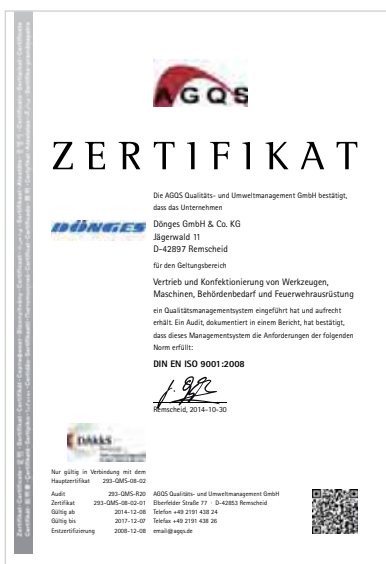 AGQS
ZERTIFIKAT
Die AGQS Qualitäts- und Umweltmanagement GmbH bestätigt,
dass das Unternehmen
DÖNGES
Dönges GmbH & Co. KG
Jägerwald 11
D-42897 Remscheid
für den Geltungsbereich
Vertrieb und Konfektionierung von Werkzeugen,
Maschinen, Behördenbedarf und Feuerwehrausrüstung
ein Qualitätsmanagementsystem eingeführt hat und aufrecht
erhält. Ein Audit, dokumentiert in einem Bericht, hat bestätigt,
dass dieses Managementsystem die Anforderungen der folgenden
Norm erfüllt:
DIN EN ISO 9001:2008
Remscheid, 2014-10-30
DAkkS
Nur gültig in Verbindung mit dem
Hauptzertifikat 293-QMS-08-02
Audit 293-QMS-R20
Zertifikat 293-QMS-08-02-01
Gültig ab 2014-12-08
Gültig bis 2017-12-07
Erstzertifizierung 2008-12-08
AGQS Qualitäts- und Umweltmanagement GmbH
Elberfelder Straße 77 · D-42853 Remscheid
Telefon +49 2191 438 24
Telefax +49 2191 438 26
email@agqs.de